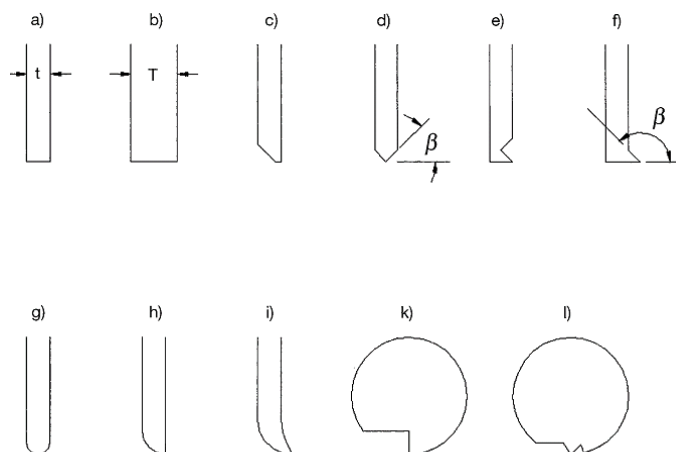 a) b) c) d) e) f)
t T β β
g) h) i) k) l)